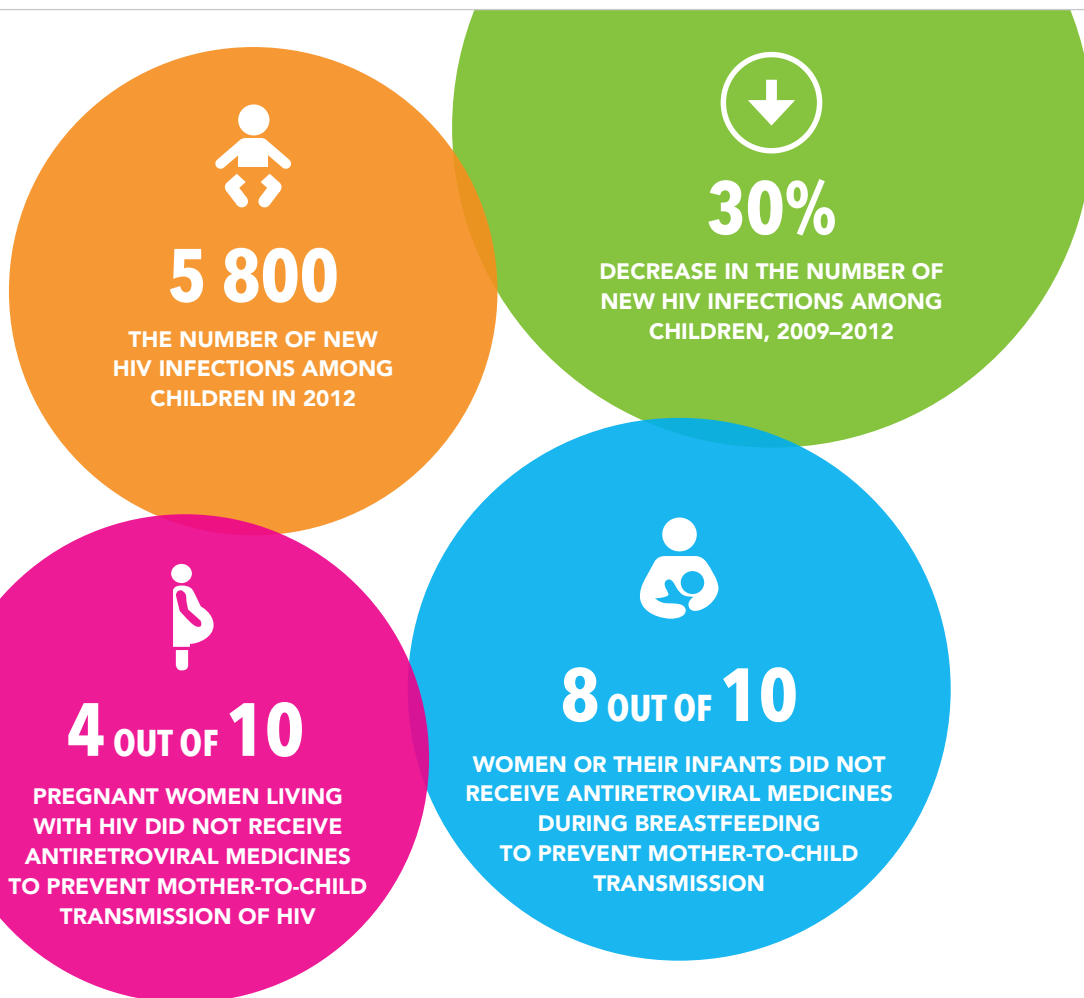 5 800
THE NUMBER OF NEW
HIV INFECTIONS AMONG
CHILDREN IN 2012
30%
DECREASE IN THE NUMBER OF
NEW HIV INFECTIONS AMONG
CHILDREN, 2009–2012
4 OUT OF 10
PREGNANT WOMEN LIVING
WITH HIV DID NOT RECEIVE
ANTIRETROVIRAL MEDICINES
TO PREVENT MOTHER-TO-CHILD
TRANSMISSION OF HIV
8 OUT OF 10
WOMEN OR THEIR INFANTS DID NOT
RECEIVE ANTIRETROVIRAL MEDICINES
DURING BREASTFEEDING
TO PREVENT MOTHER-TO-CHILD
TRANSMISSION